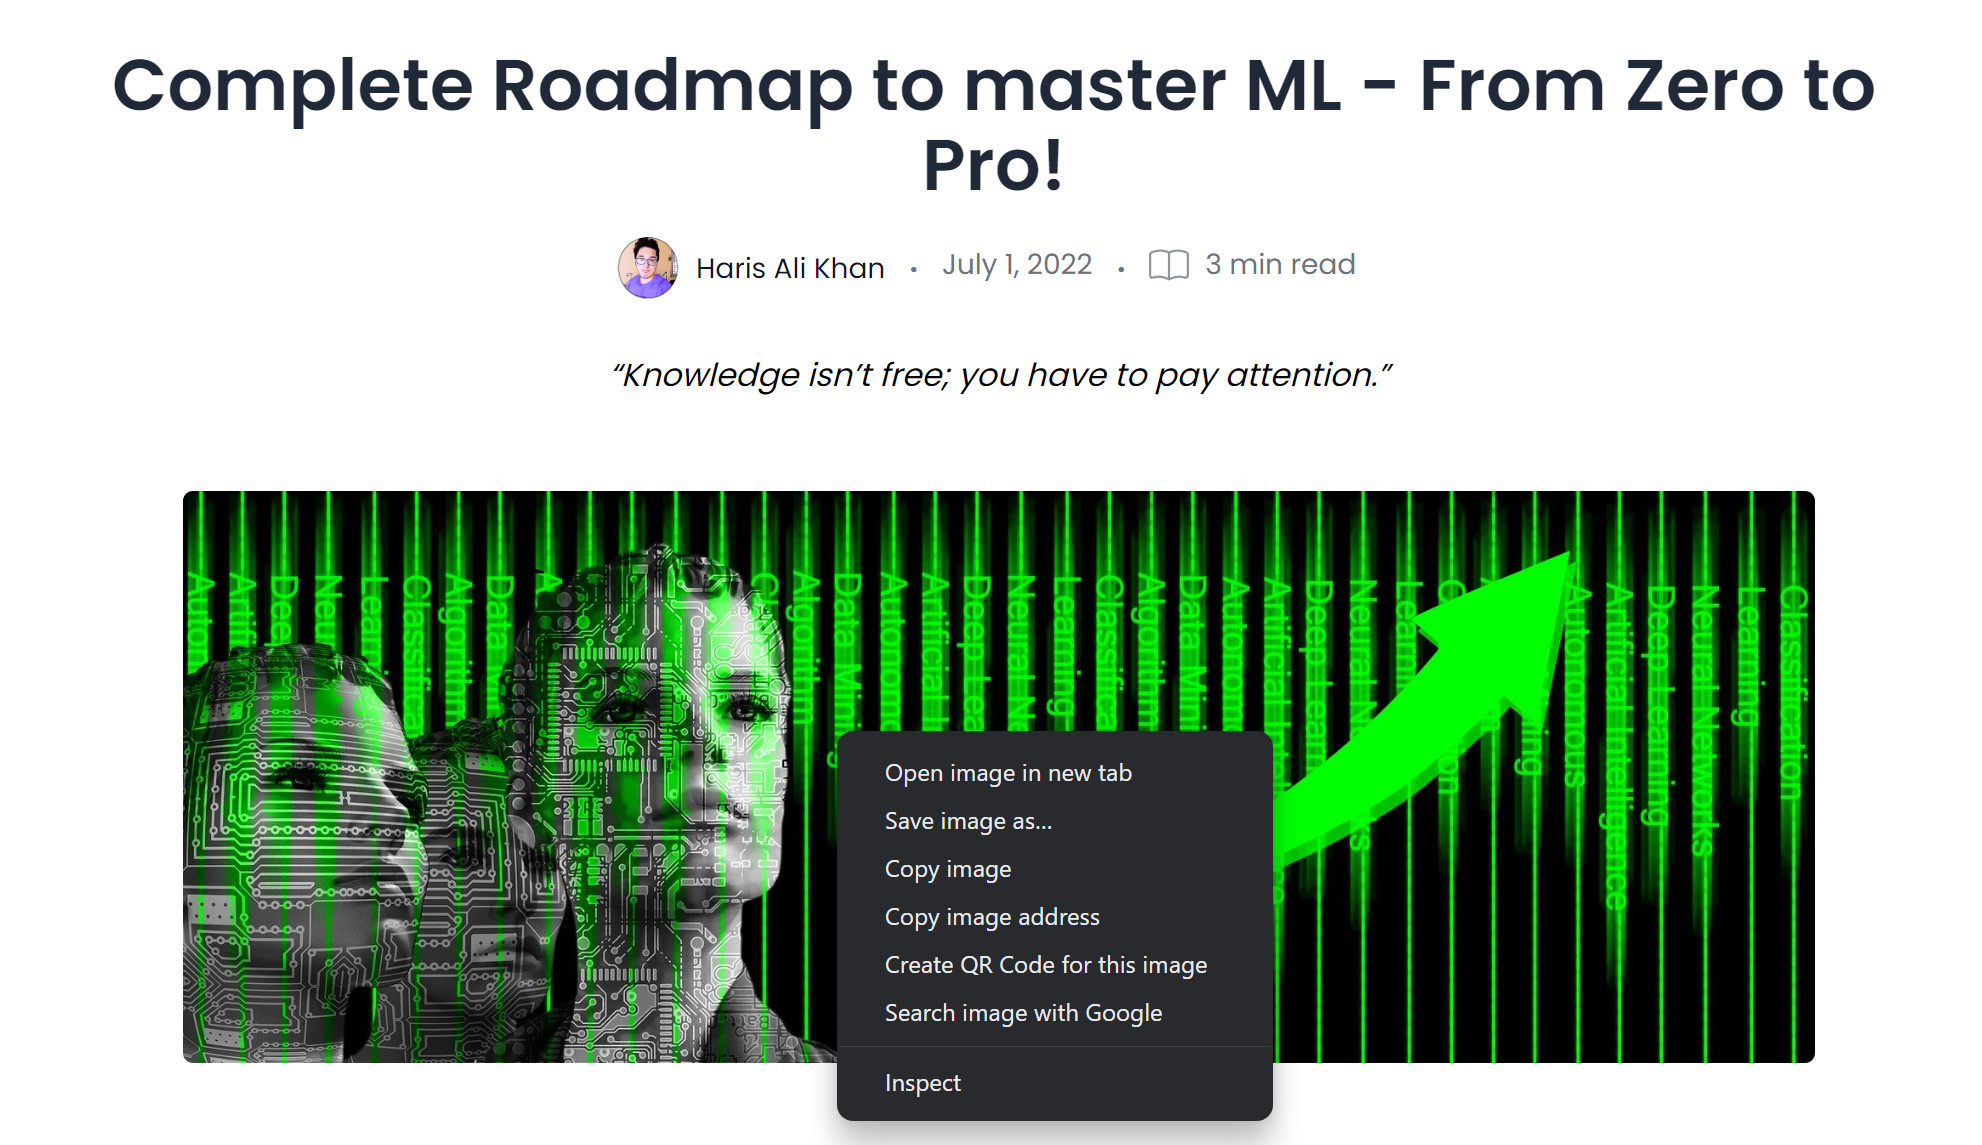 Complete Roadmap to master ML - From Zero to
Pro!
Haris Ali Khan • July 1, 2022 • 3 min read
“Knowledge isn’t free; you have to pay attention.”
Learning
Classification
Algorithm
Data Mini
Autonomous
Artificial Intelligence
Deep Learning
Neural Networks
Learning
Classification
Open image in new tab
Save image as...
Copy image
Copy image address
Create QR Code for this image
Search image with Google
Inspect